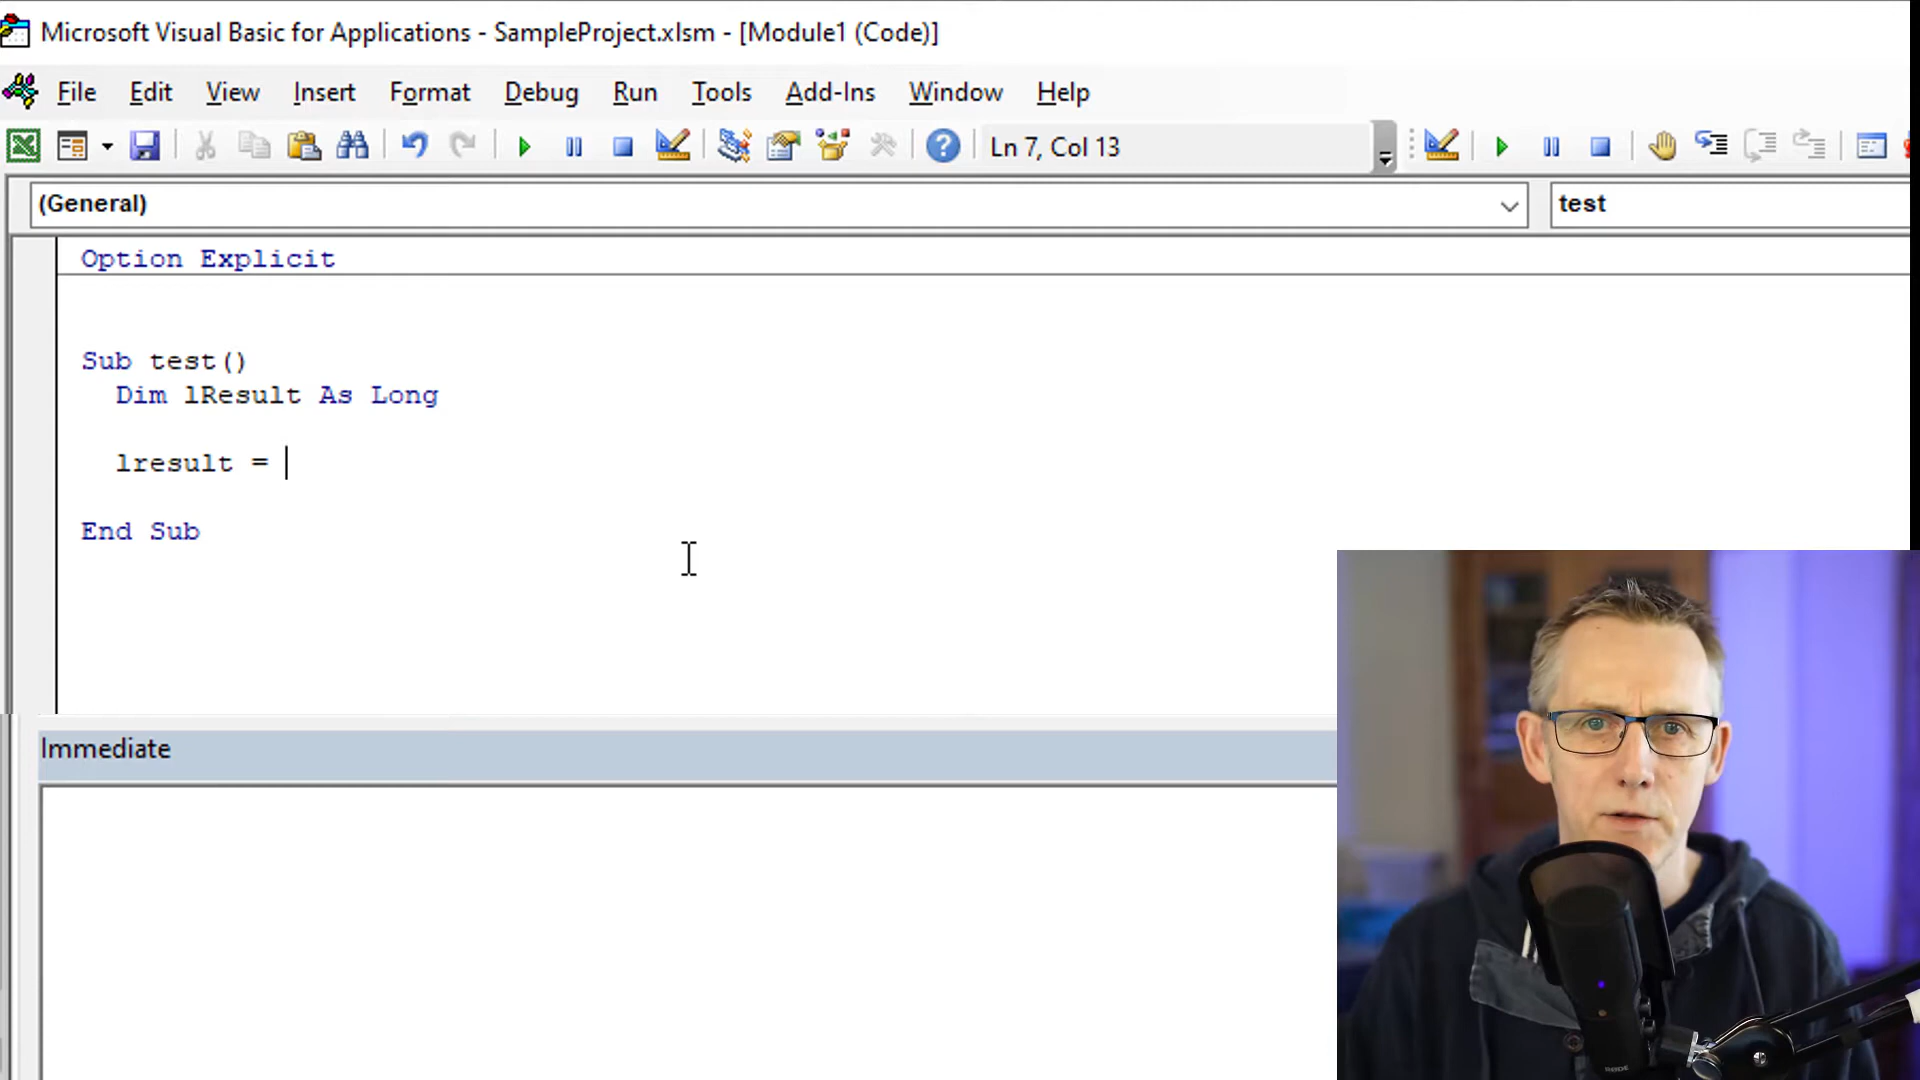 Microsoft Visual Basic for Applications - SampleProject.xlsm - [Module1 (Code)]
File Edit View Insert Format Debug Run Tools Add-Ins Window Help
Ln 7, Col 13
(General)
test
Option Explicit
Sub test()
Dim lResult As Long
lresult =
End Sub
Immediate
RØDE